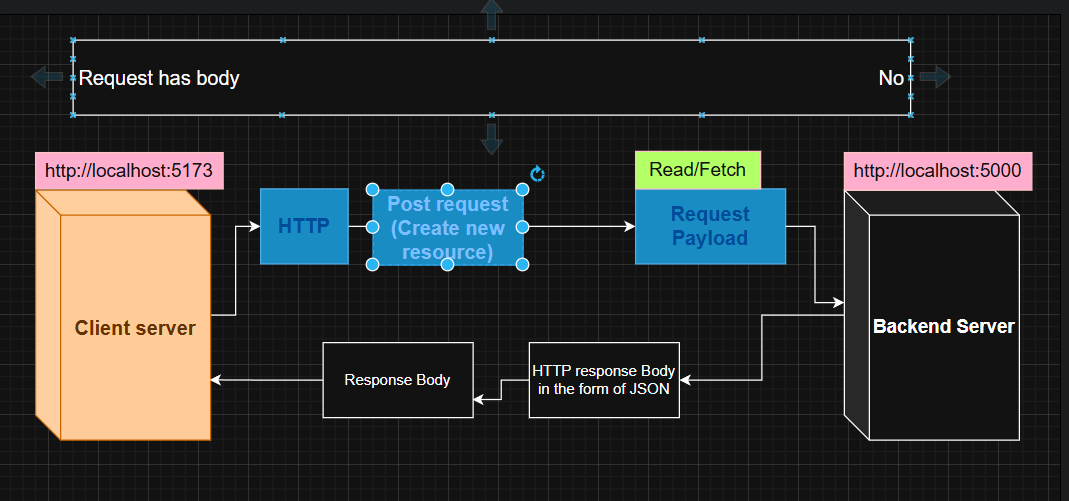 Request has body No
http://localhost:5173
Read/Fetch
http://localhost:5000
HTTP
Post request
(Create new
resource)
Request
Payload
Client server
Backend Server
Response Body
HTTP response Body
in the form of JSON